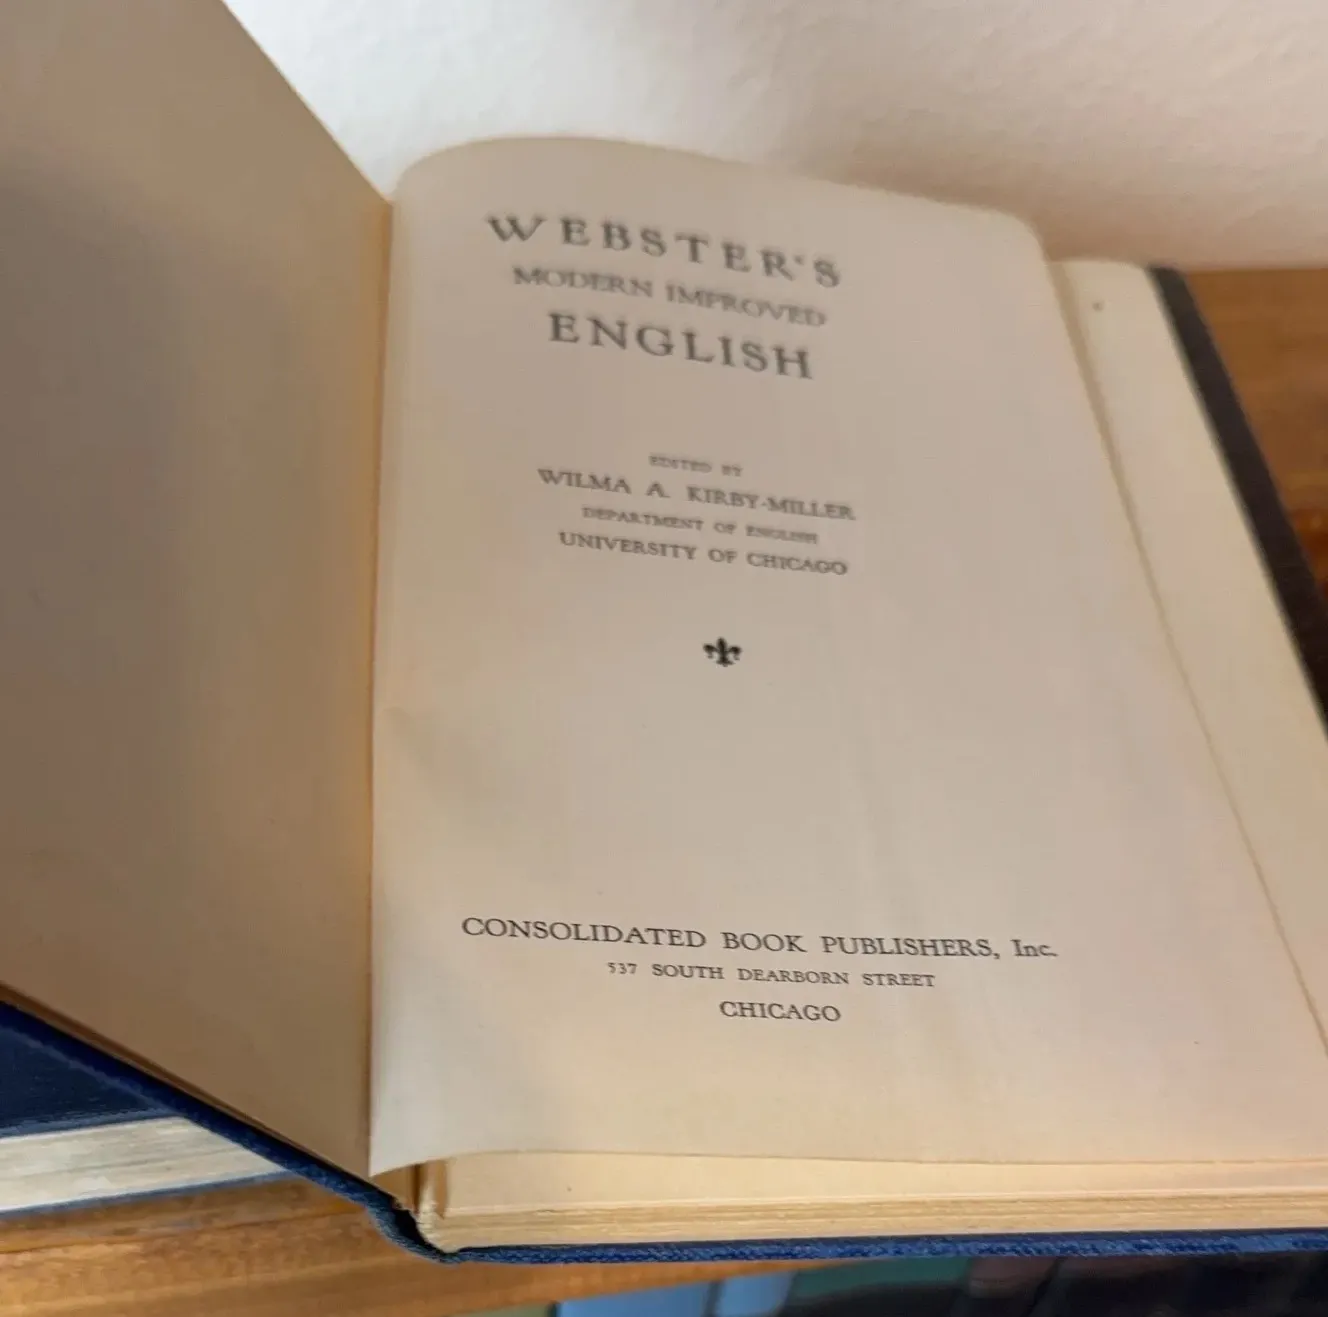 WEBSTER'S
MODERN IMPROVED
ENGLISH
EDITED BY
WILMA A. KIRBY-MILLER
DEPARTMENT OF ENGLISH
UNIVERSITY OF CHICAGO
CONSOLIDATED BOOK PUBLISHERS, Inc.
537 SOUTH DEARBORN STREET
CHICAGO